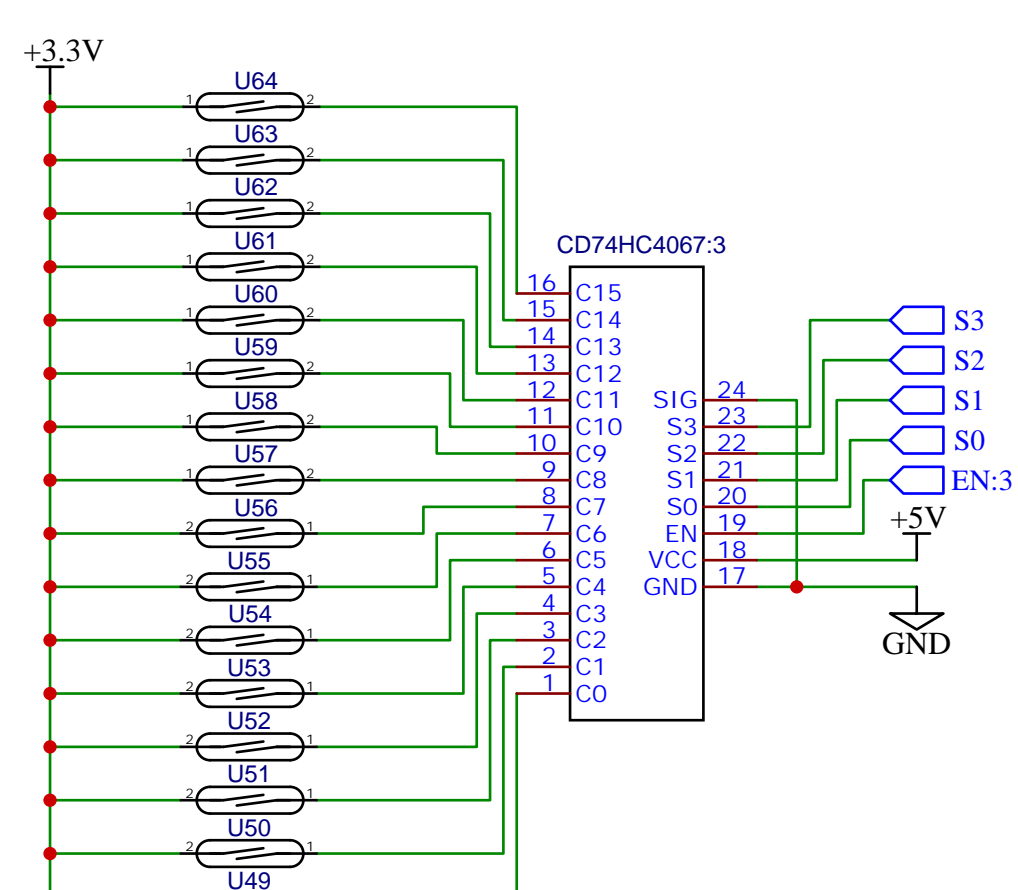 +3.3V
U64
1 2
U63
1 2
U62
1 2
U61
1 2
U60
1 2
U59
1 2
U58
1 2
U57
1 2
U56
2 1
U55
2 1
U54
2 1
U53
2 1
U52
2 1
U51
2 1
U50
2 1
U49
CD74HC4067:3
16 C15
15 C14
14 C13
13 C12
12 C11
11 C10
10 C9
9 C8
8 C7
7 C6
6 C5
5 C4
4 C3
3 C2
2 C1
1 C0
SIG 24
S3 23
S2 22
S1 21
S0 20
EN 19
VCC 18
GND 17
S3
S2
S1
S0
EN:3
+5V
GND